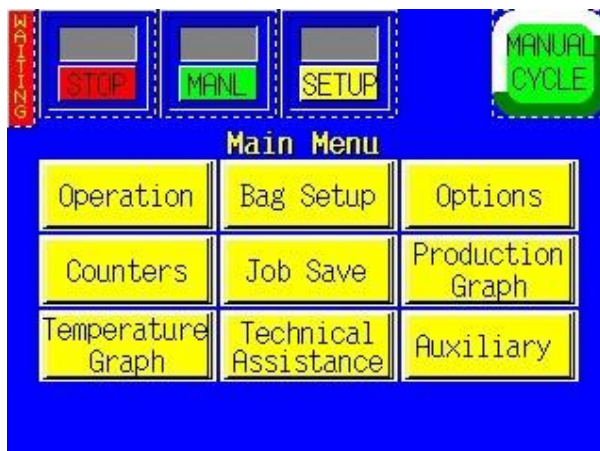 WAITING
STOP
MANL
SETUP
MANUAL
CYCLE
Main Menu
Operation
Bag Setup
Options
Counters
Job Save
Production
Graph
Temperature
Graph
Technical
Assistance
Auxiliary